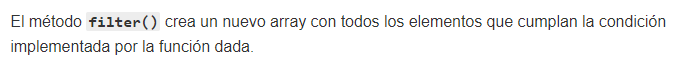 El método filter() crea un nuevo array con todos los elementos que cumplan la condición
implementada por la función dada.